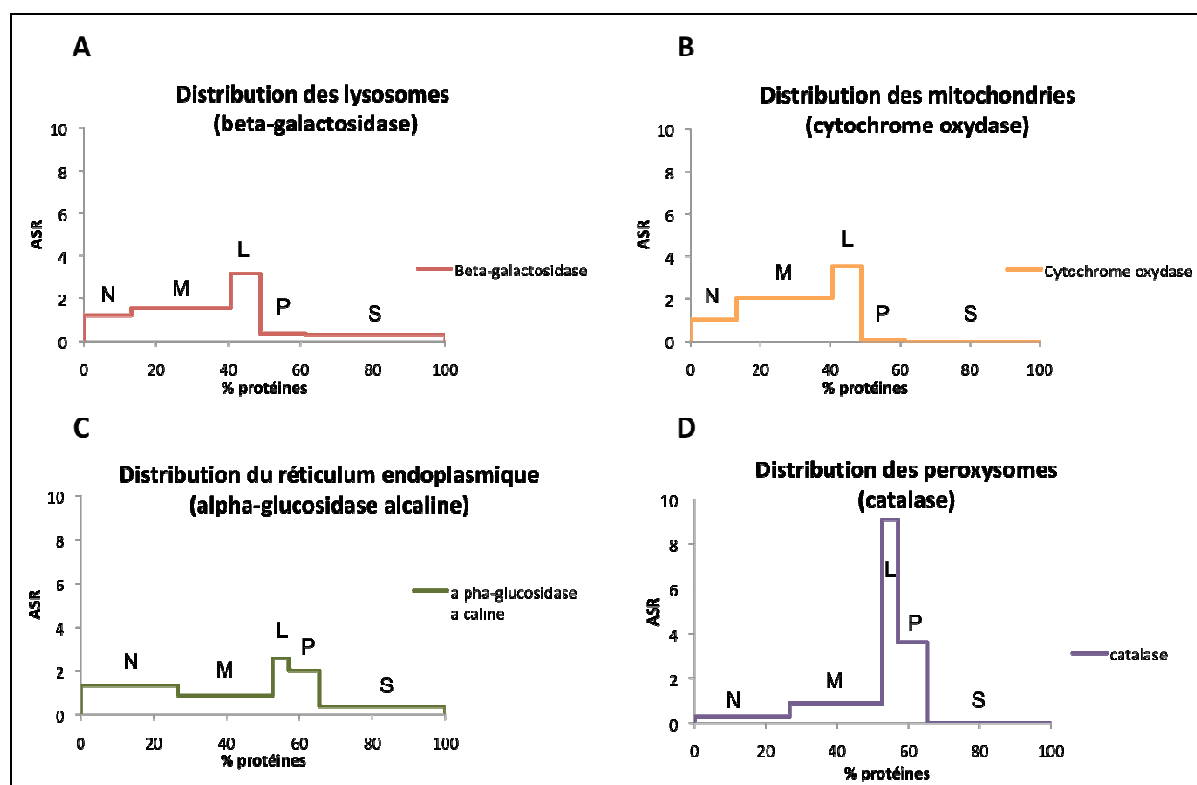 A
Distribution des lysosomes
(beta-galactosidase)
10
8
6
4
2
0
ASR
N
M
L
P
S
Beta-galactosidase
0 20 40 60 80 100
% protéines
B
Distribution des mitochondries
(cytochrome oxydase)
10
8
6
4
2
0
ASR
N
M
L
P
S
Cytochrome oxydase
0 20 40 60 80 100
% protéines
C
Distribution du réticulum endoplasmique
(alpha-glucosidase alcaline)
10
8
6
4
2
0
ASR
N
M
L
P
S
a pha-glucosidase
a caline
0 20 40 60 80 100
% protéines
D
Distribution des peroxysomes
(catalase)
10
8
6
4
2
0
ASR
N
M
L
P
S
catalase
0 20 40 60 80 100
% protéines